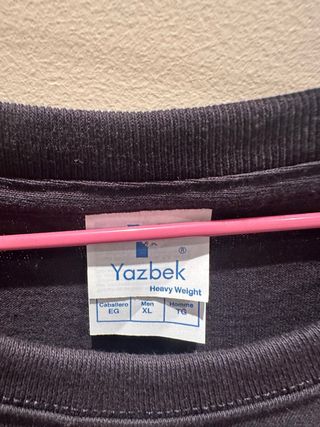 ®
Yazbek
Heavy Weight
Caballero Men Homme
EG XL TG